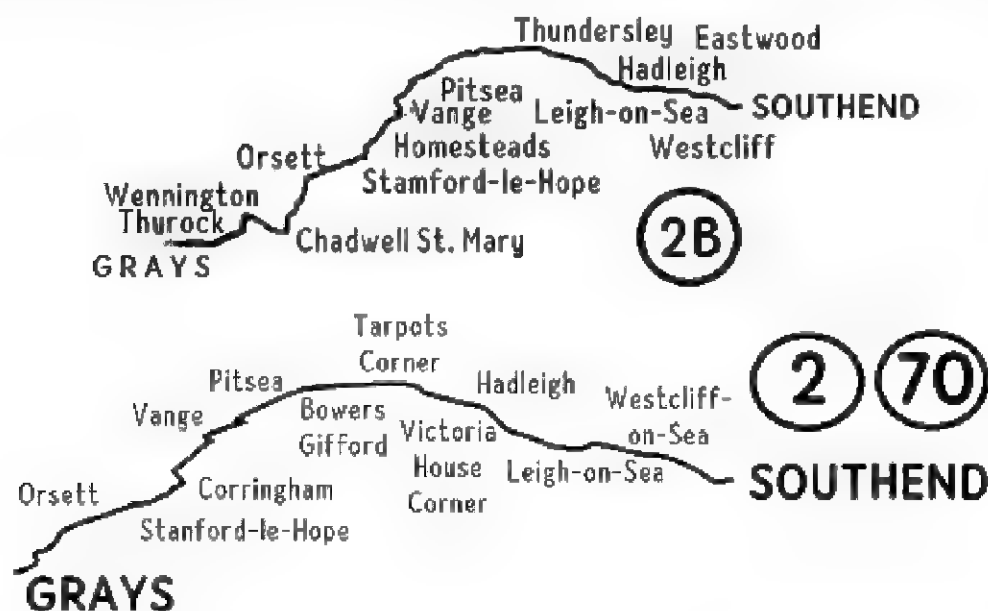 Thundersley Eastwood
Hadleigh
Pitsea
Vange Leigh-on-Sea SOUTHEND
Homesteads Westcliff
Orsett
Stamford-le-Hope
Wennington
Thurock
Chadwell St. Mary
GRAYS
2B
Tarpots
Corner
2 70
Pitsea
Hadleigh
Westcliff-
on-Sea
Vange
Bowers
Gifford
Victoria
House
Corner
Leigh-on-Sea
SOUTHEND
Orsett
Corringham
Stanford-le-Hope
GRAYS